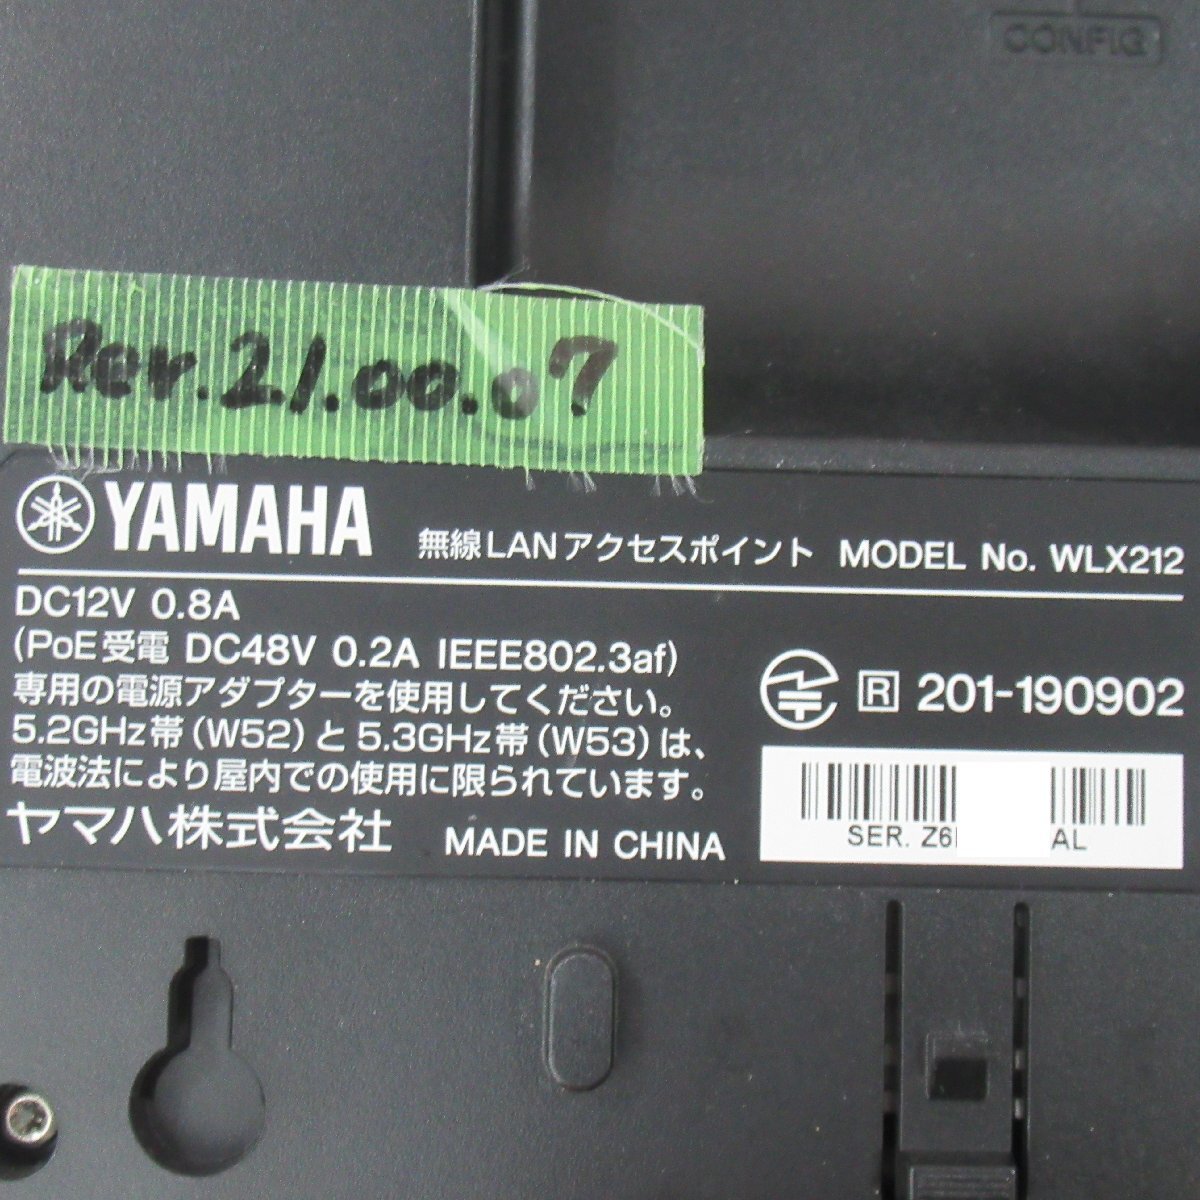 CONFIG
Rev.21.00.07
YAMAHA 無線LANアクセスポイント MODEL No. WLX212
DC12V 0.8A
(PoE受電 DC48V 0.2A IEEE802.3af)
専用の電源アダプターを使用してください。
5.2GHz帯(W52)と5.3GHz帯(W53)は、
電波法により屋内での使用に限られています。
ヤマハ株式会社 MADE IN CHINA
R 201-190902
SER. Z6 AL